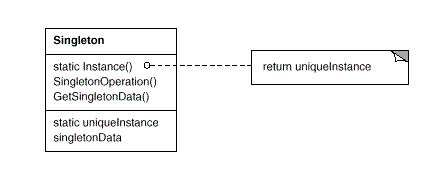 Singleton
static Instance()
return uniqueInstance
SingletonOperation()
GetSingletonData()
static uniqueInstance
singletonData